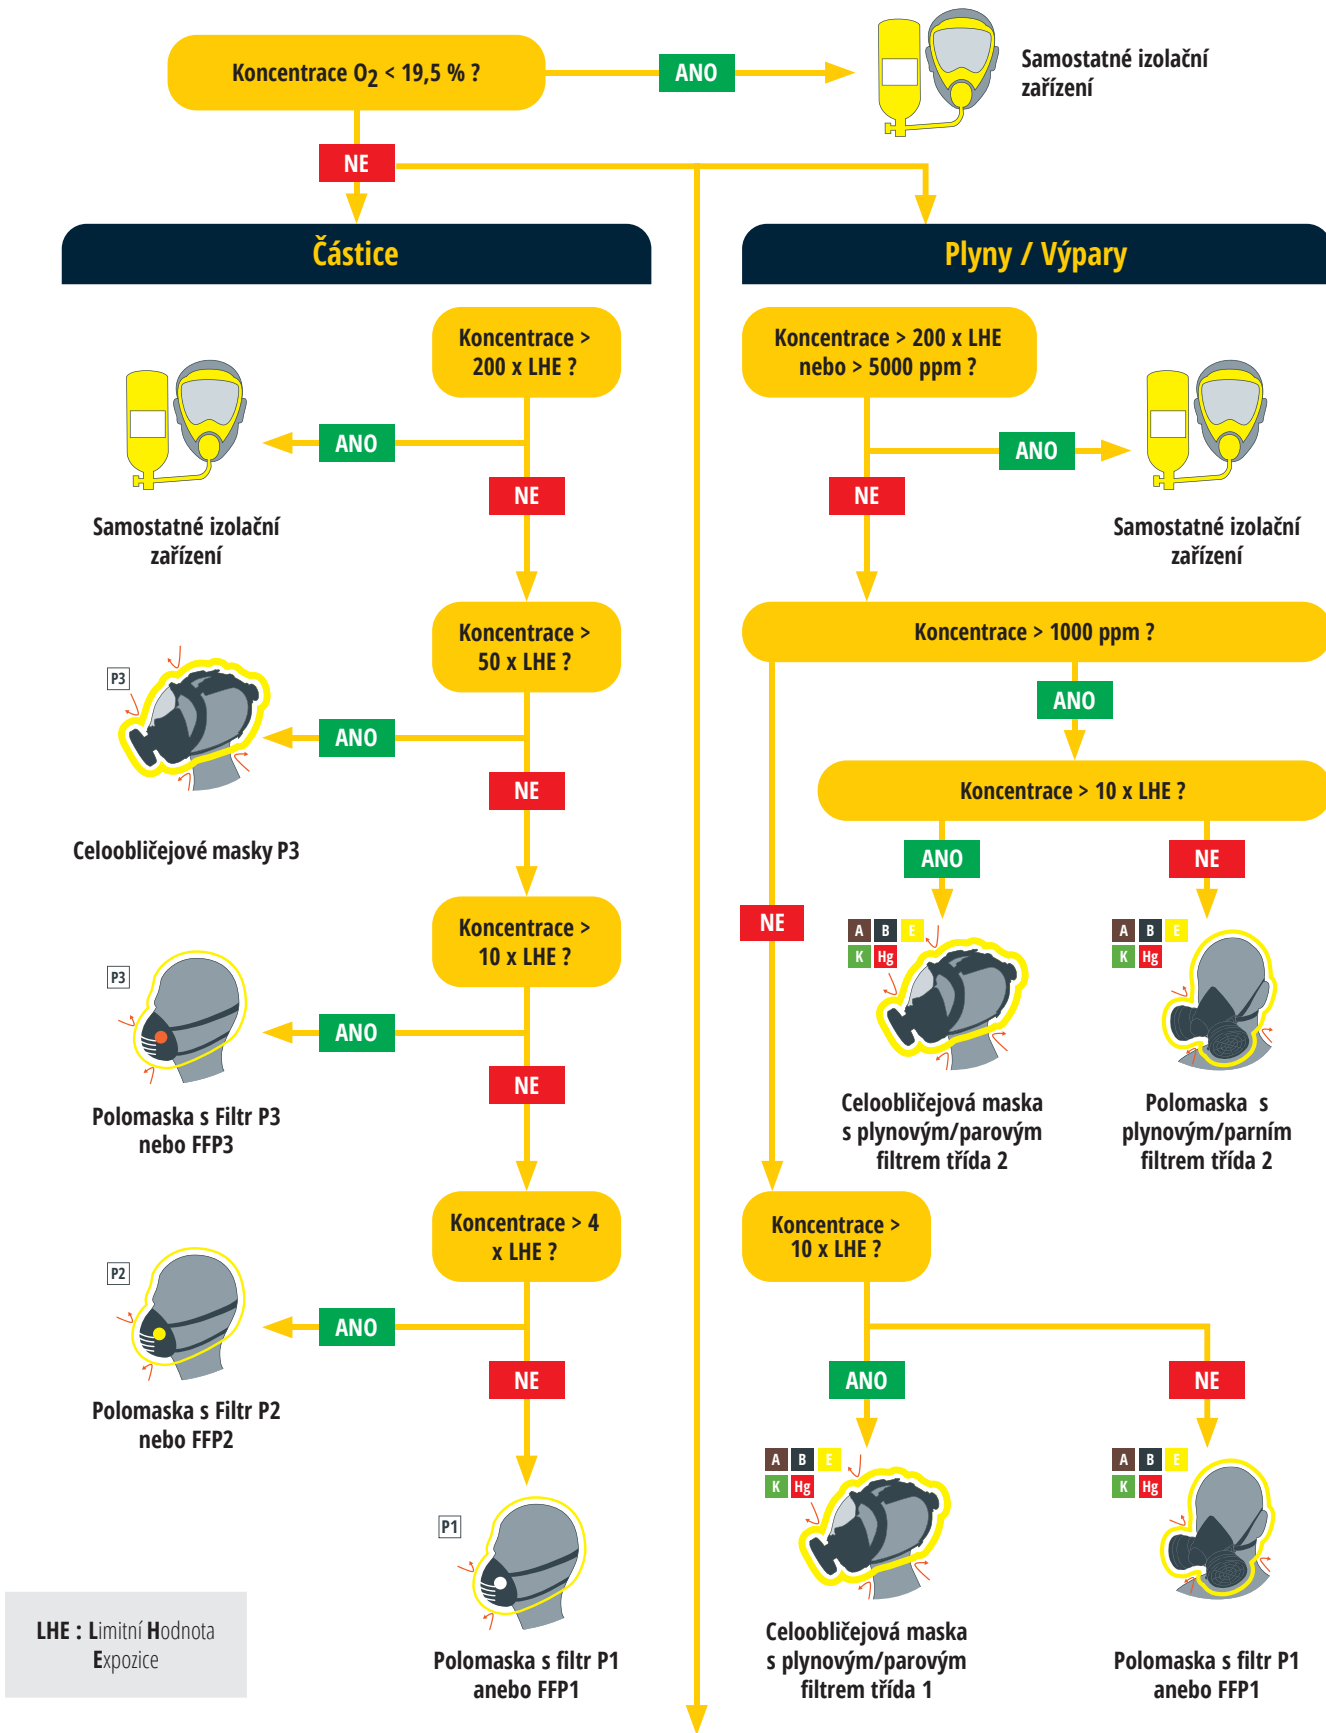 Koncentrace O2 < 19,5 % ?
ANO
Samostatné izolační
zařízení
NE
Částice
Koncentrace >
200 x LHE ?
ANO
Samostatné izolační
zařízení
NE
Koncentrace >
50 x LHE ?
P3
ANO
Celoobličejové masky P3
NE
Koncentrace >
10 x LHE ?
P3
ANO
Polomaska s Filtr P3
nebo FFP3
NE
Koncentrace > 4
x LHE ?
P2
ANO
Polomaska s Filtr P2
nebo FFP2
NE
P1
Polomaska s filtr P1
anebo FFP1
LHE : Limitní Hodnota
Expozice
Plyny / Výpary
Koncentrace > 200 x LHE
nebo > 5000 ppm ?
ANO
Samostatné izolační
zařízení
NE
Koncentrace > 1000 ppm ?
ANO
Koncentrace > 10 x LHE ?
ANO
A B E
K Hg
Celoobličejová maska
s plynovým/parovým
filtrem třída 2
NE
A B E
K Hg
Polomaska s
plynovým/parním
filtrem třída 2
NE
Koncentrace >
10 x LHE ?
ANO
A B E
K Hg
Celoobličejová maska
s plynovým/parovým
filtrem třída 1
NE
A B E
K Hg
Polomaska s filtr P1
anebo FFP1